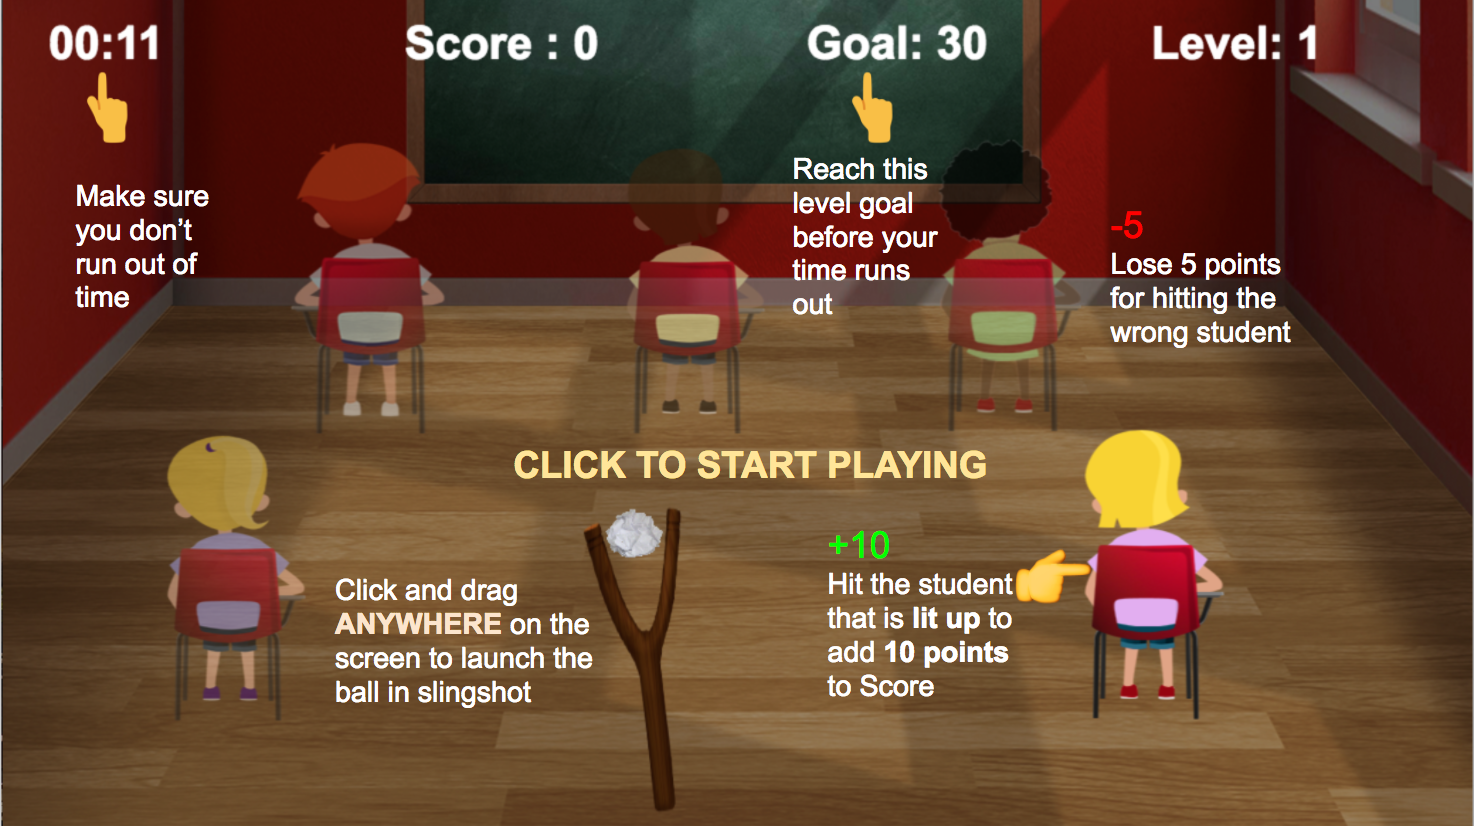 00:11
Score : 0
Goal: 30
Level: 1
Make sure
you don't
run out of
time
Reach this
level goal
before your
time runs
out
-5
Lose 5 points
for hitting the
wrong student
CLICK TO START PLAYING
Click and drag
ANYWHERE on the
screen to launch the
ball in slingshot
+10
Hit the student
that is lit up to
add 10 points
to Score